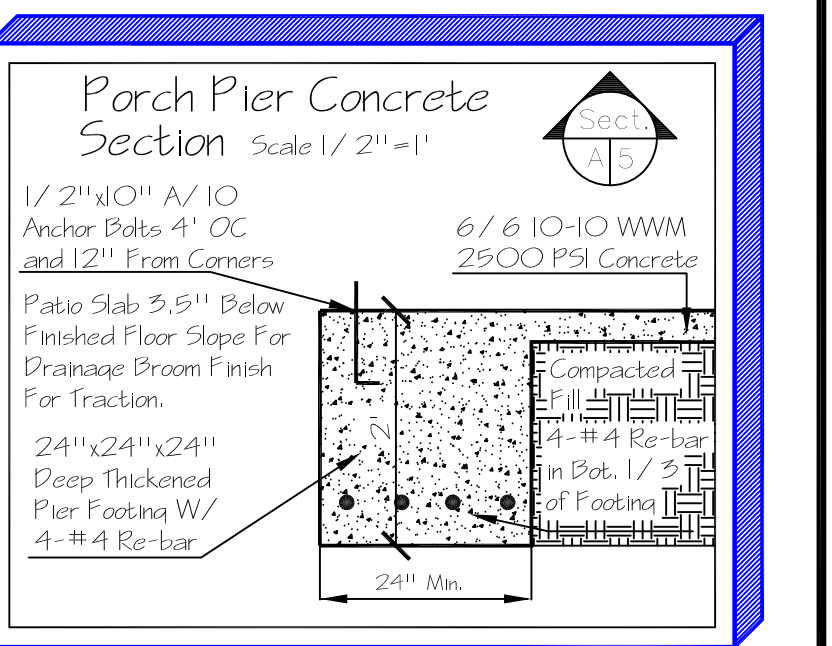 Porch Pier Concrete
Section Scale 1/2"=1'
Sect.
A 5
1/2"x10" A/10
Anchor Bolts 4' OC
and 12" From Corners
6/6 10-10 WWM
2500 PSI Concrete
Patio Slab 3.5" Below
Finished Floor Slope For
Drainage Broom Finish
For Traction.
24"x24"x24"
Deep Thickened
Pier Footing W/
4-#4 Re-bar
2'
Compacted
Fill
4-#4 Re-bar
in Bot. 1/3
of Footing
24" Min.